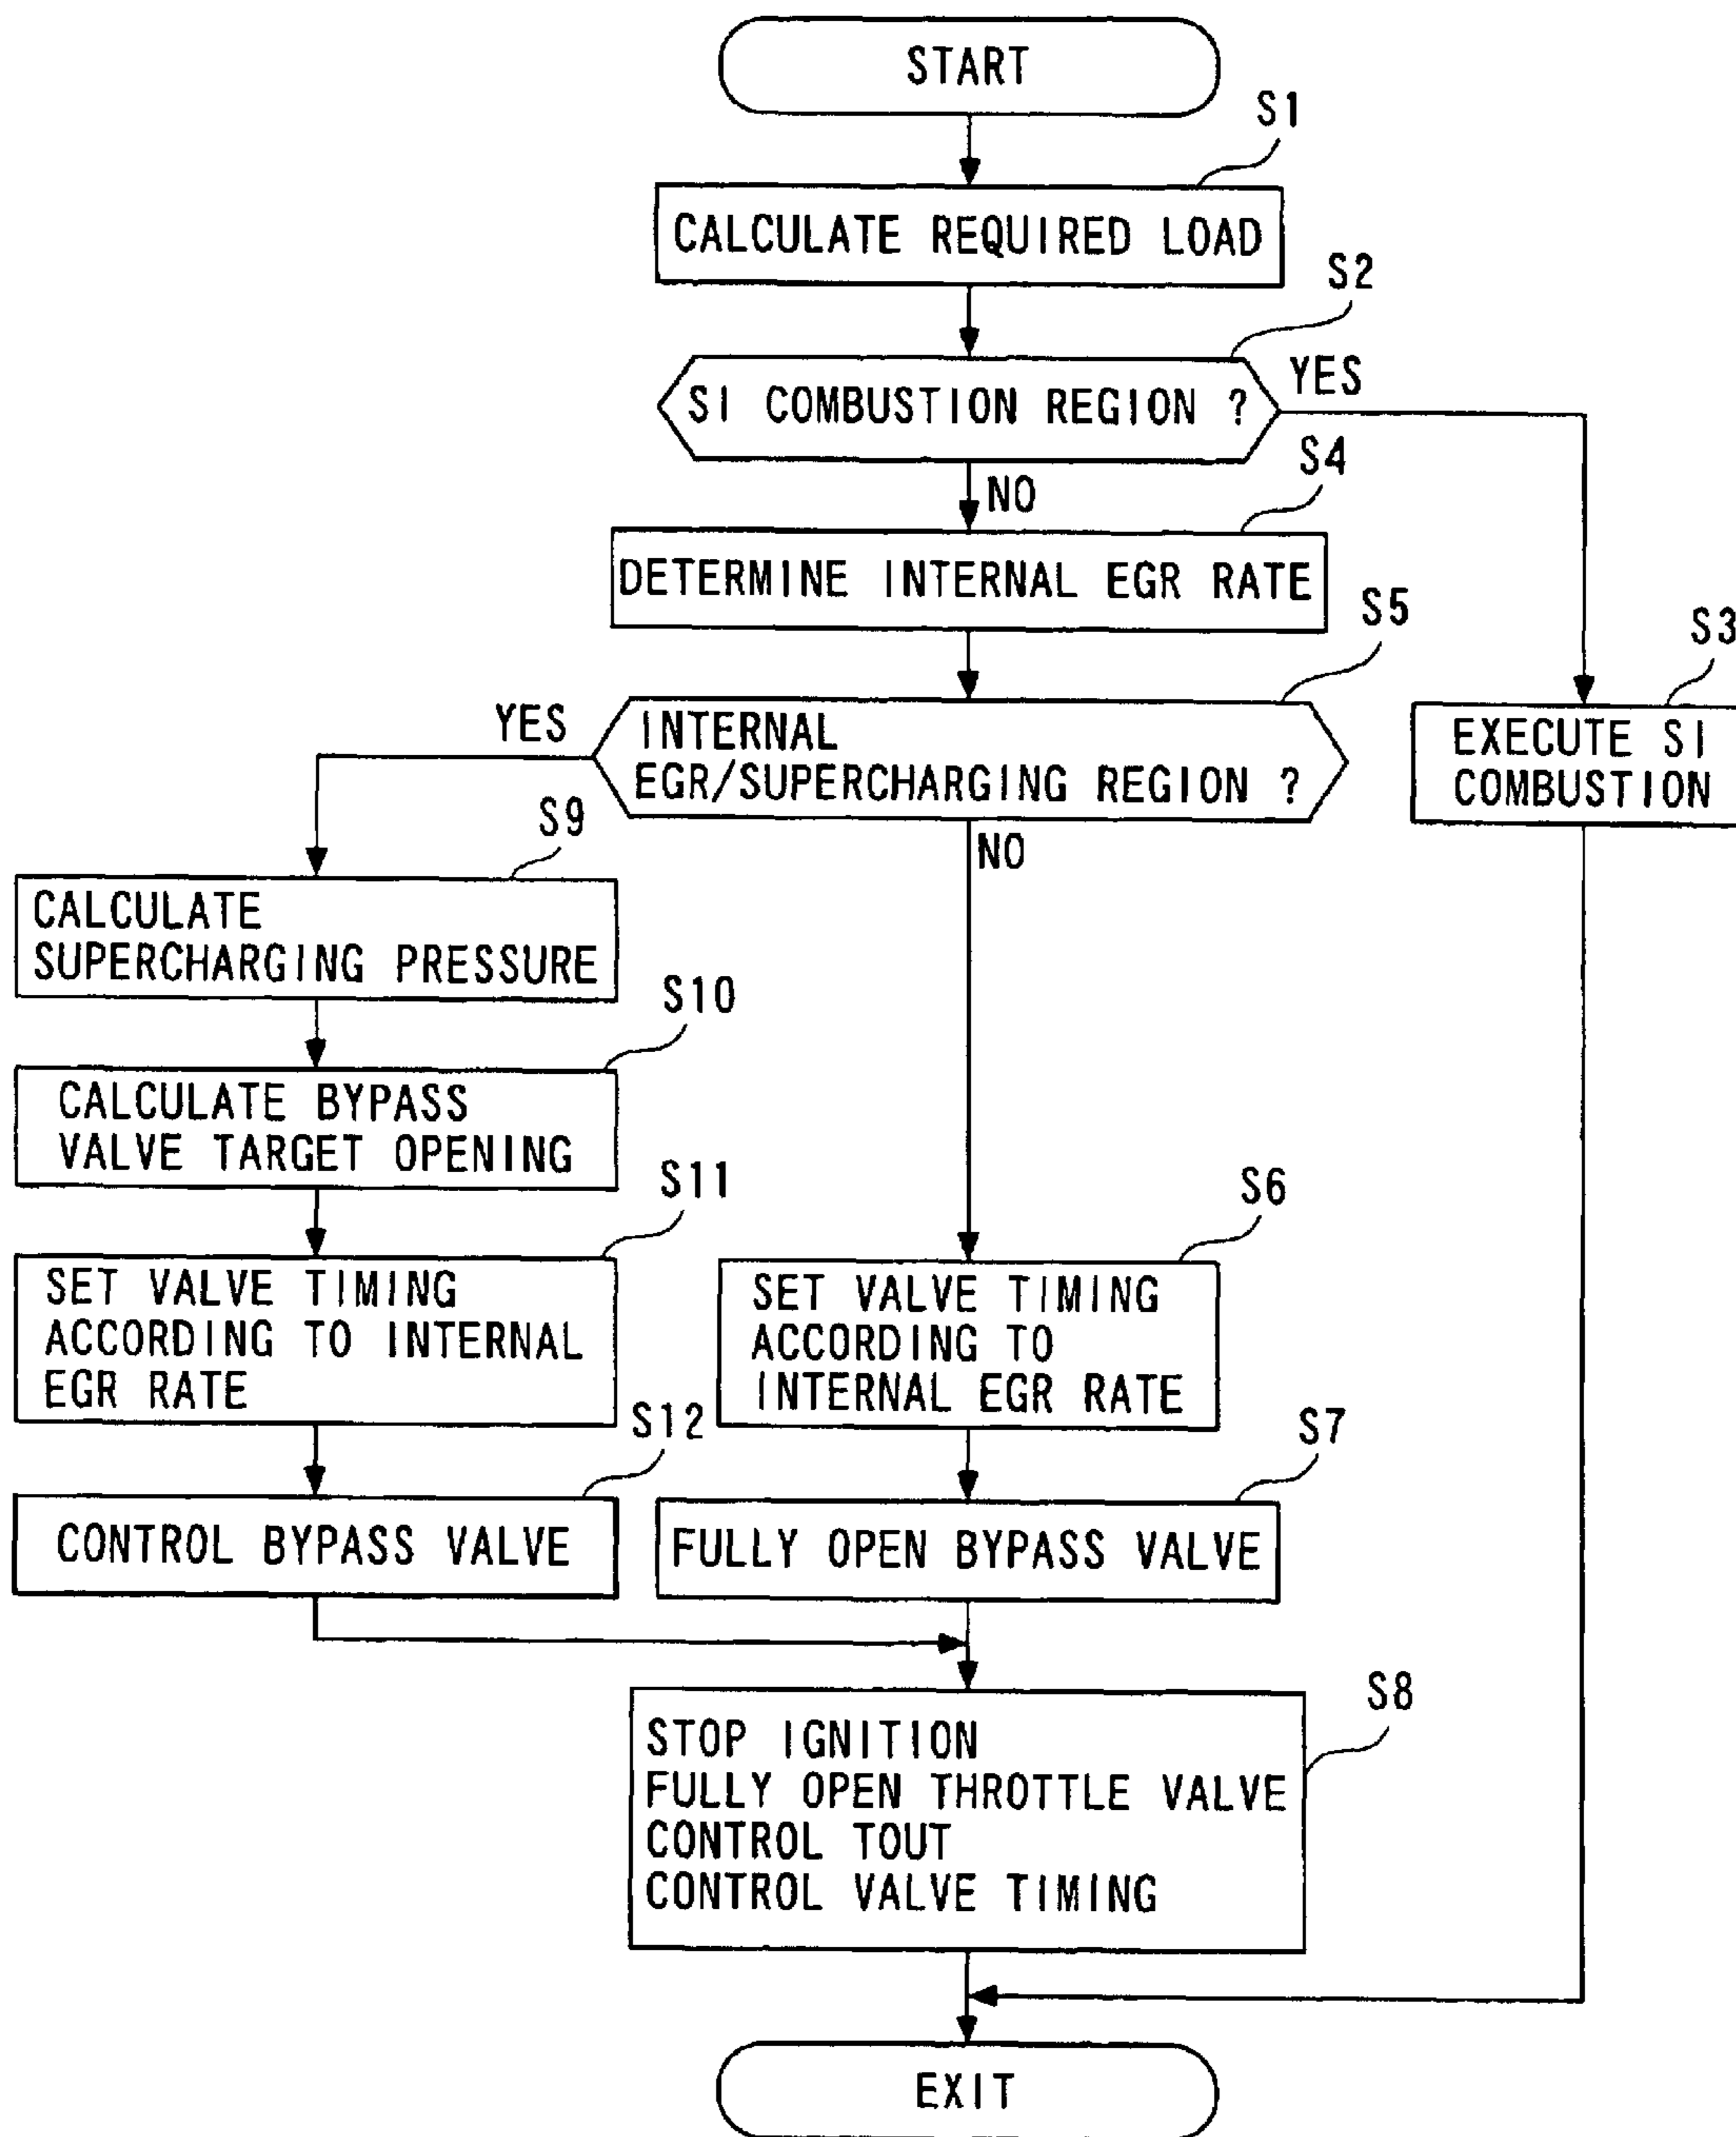 START
S1
CALCULATE REQUIRED LOAD
S2
SI COMBUSTION REGION ?
YES
NO
S4
DETERMINE INTERNAL EGR RATE
S5
S3
YES
INTERNAL
EGR/SUPERCHARGING REGION ?
EXECUTE SI
COMBUSTION
NO
S9
CALCULATE
SUPERCHARGING PRESSURE
S10
CALCULATE BYPASS
VALVE TARGET OPENING
S11
SET VALVE TIMING
ACCORDING TO INTERNAL
EGR RATE
S6
SET VALVE TIMING
ACCORDING TO
INTERNAL EGR RATE
S12
CONTROL BYPASS VALVE
S7
FULLY OPEN BYPASS VALVE
S8
STOP IGNITION
FULLY OPEN THROTTLE VALVE
CONTROL TOUT
CONTROL VALVE TIMING
EXIT